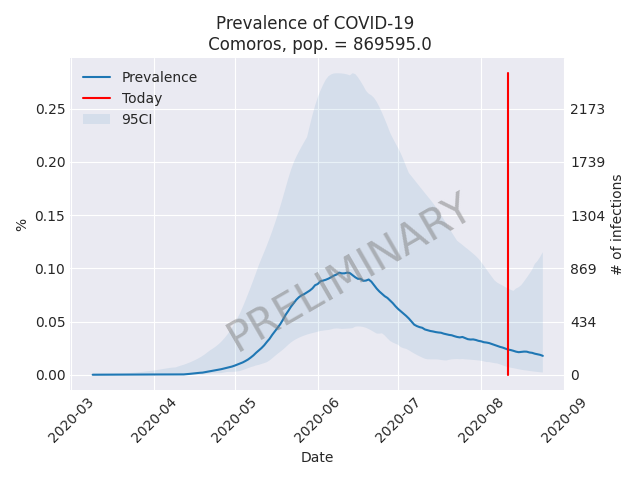 Prevalence of COVID-19
Comoros, pop. = 869595.0
Prevalence
Today
95CI
0.25
0.20
0.15
0.10
0.05
0.00
%
2173
1739
1304
869
434
0
# of infections
PRELIMINARY
2020-03
2020-04
2020-05
2020-06
2020-07
2020-08
2020-09
Date